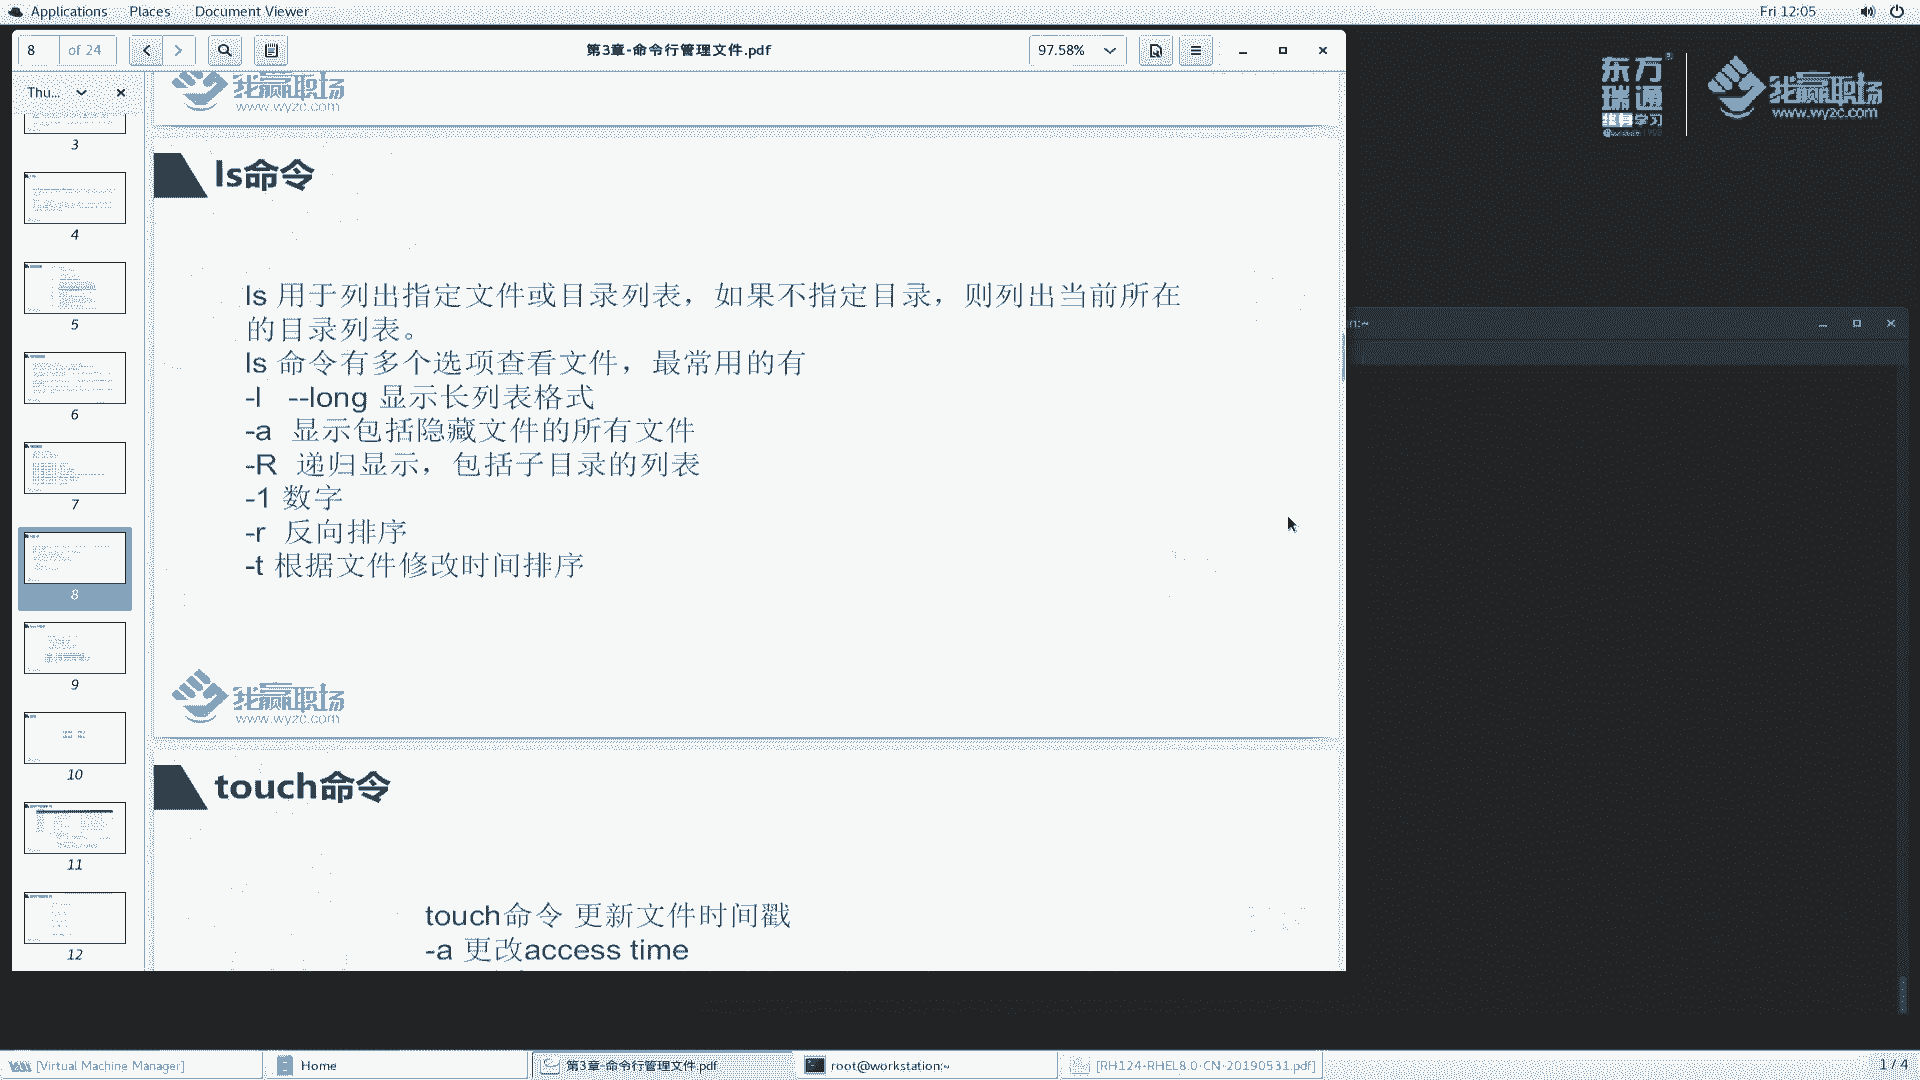 Applications Places Document Viewer Fri 12:05
8 of 24 第3章-命令行管理文件.pdf 97.58%
Thu...
3
4
5
6
7
8
9
10
11
12
我赢职场
www.wyzc.com
ls命令
ls 用于列出指定文件或目录列表，如果不指定目录，则列出当前所在
的目录列表。
ls 命令有多个选项查看文件，最常用的有
-l --long 显示长列表格式
-a 显示包括隐藏文件的所有文件
-R 递归显示，包括子目录的列表
-1 数字
-r 反向排序
-t 根据文件修改时间排序
我赢职场
www.wyzc.com
touch命令
touch命令 更新文件时间戳
-a 更改access time
东方
瑞通
终身学习
我赢职场
www.wyzc.com
n:~
[Virtual Machine Manager] Home 第3章-命令行管理文件.pdf root@workstation:~ [RH124-RHEL8.0-CN-20190531.pdf] 1 / 4